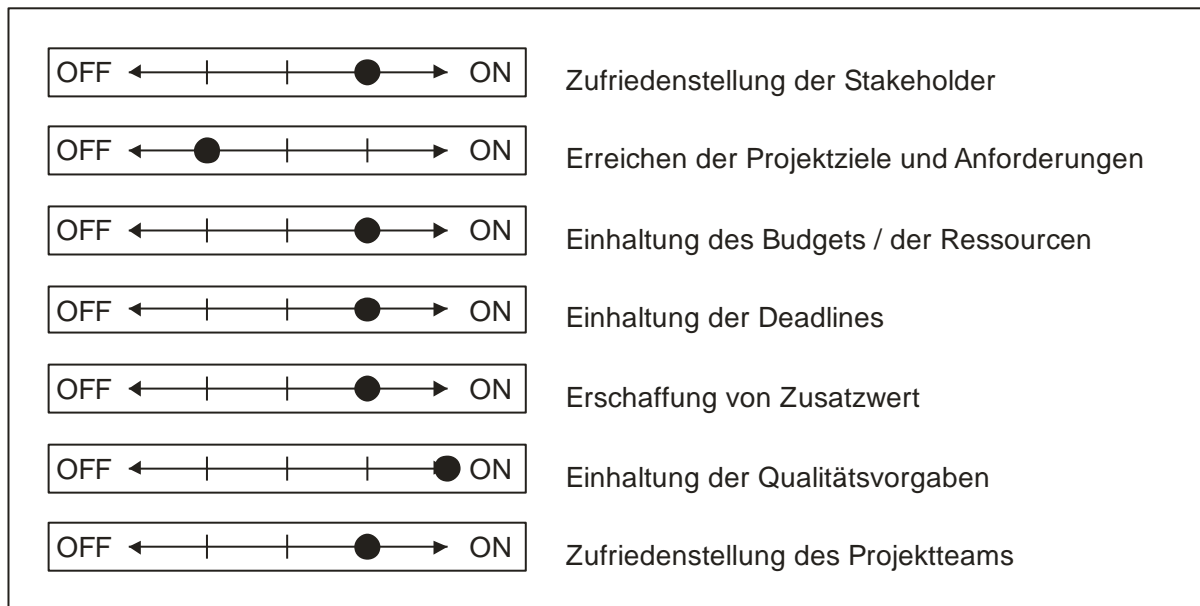 OFF ON Zufriedenstellung der Stakeholder
OFF ON Erreichen der Projektziele und Anforderungen
OFF ON Einhaltung des Budgets / der Ressourcen
OFF ON Einhaltung der Deadlines
OFF ON Erschaffung von Zusatzwert
OFF ON Einhaltung der Qualitätsvorgaben
OFF ON Zufriedenstellung des Projektteams